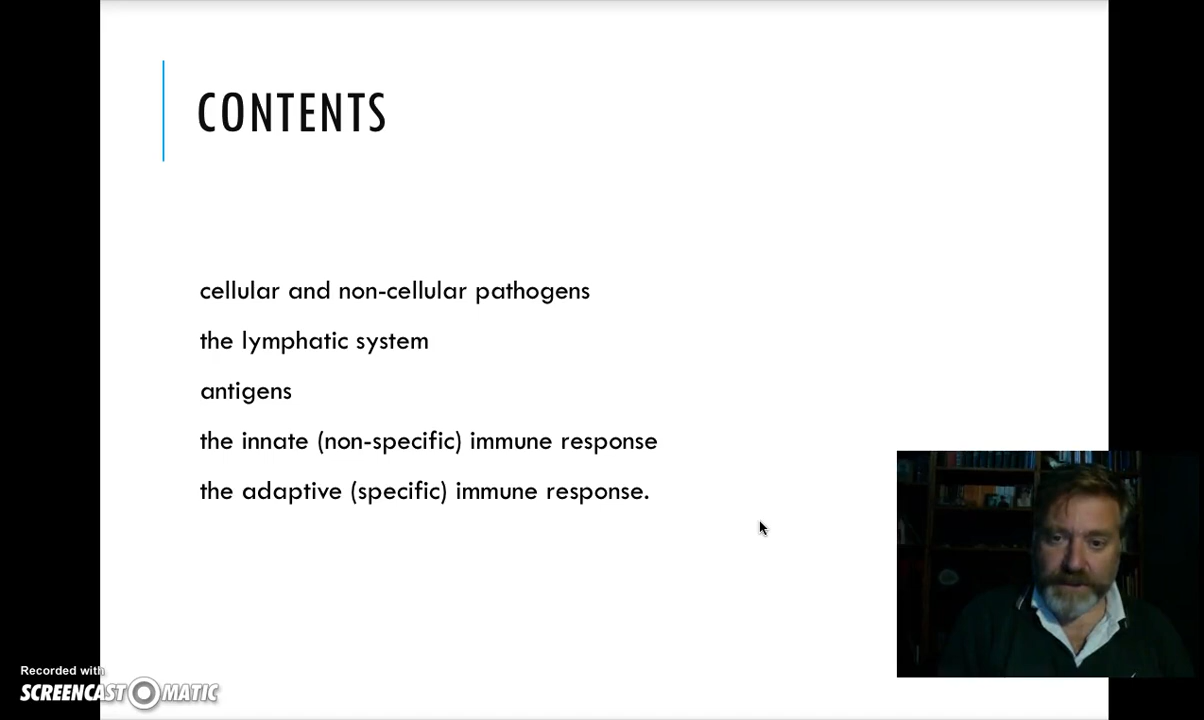 CONTENTS
cellular and non-cellular pathogens
the lymphatic system
antigens
the innate (non-specific) immune response
the adaptive (specific) immune response.
Recorded with
SCREENCAST MATIC